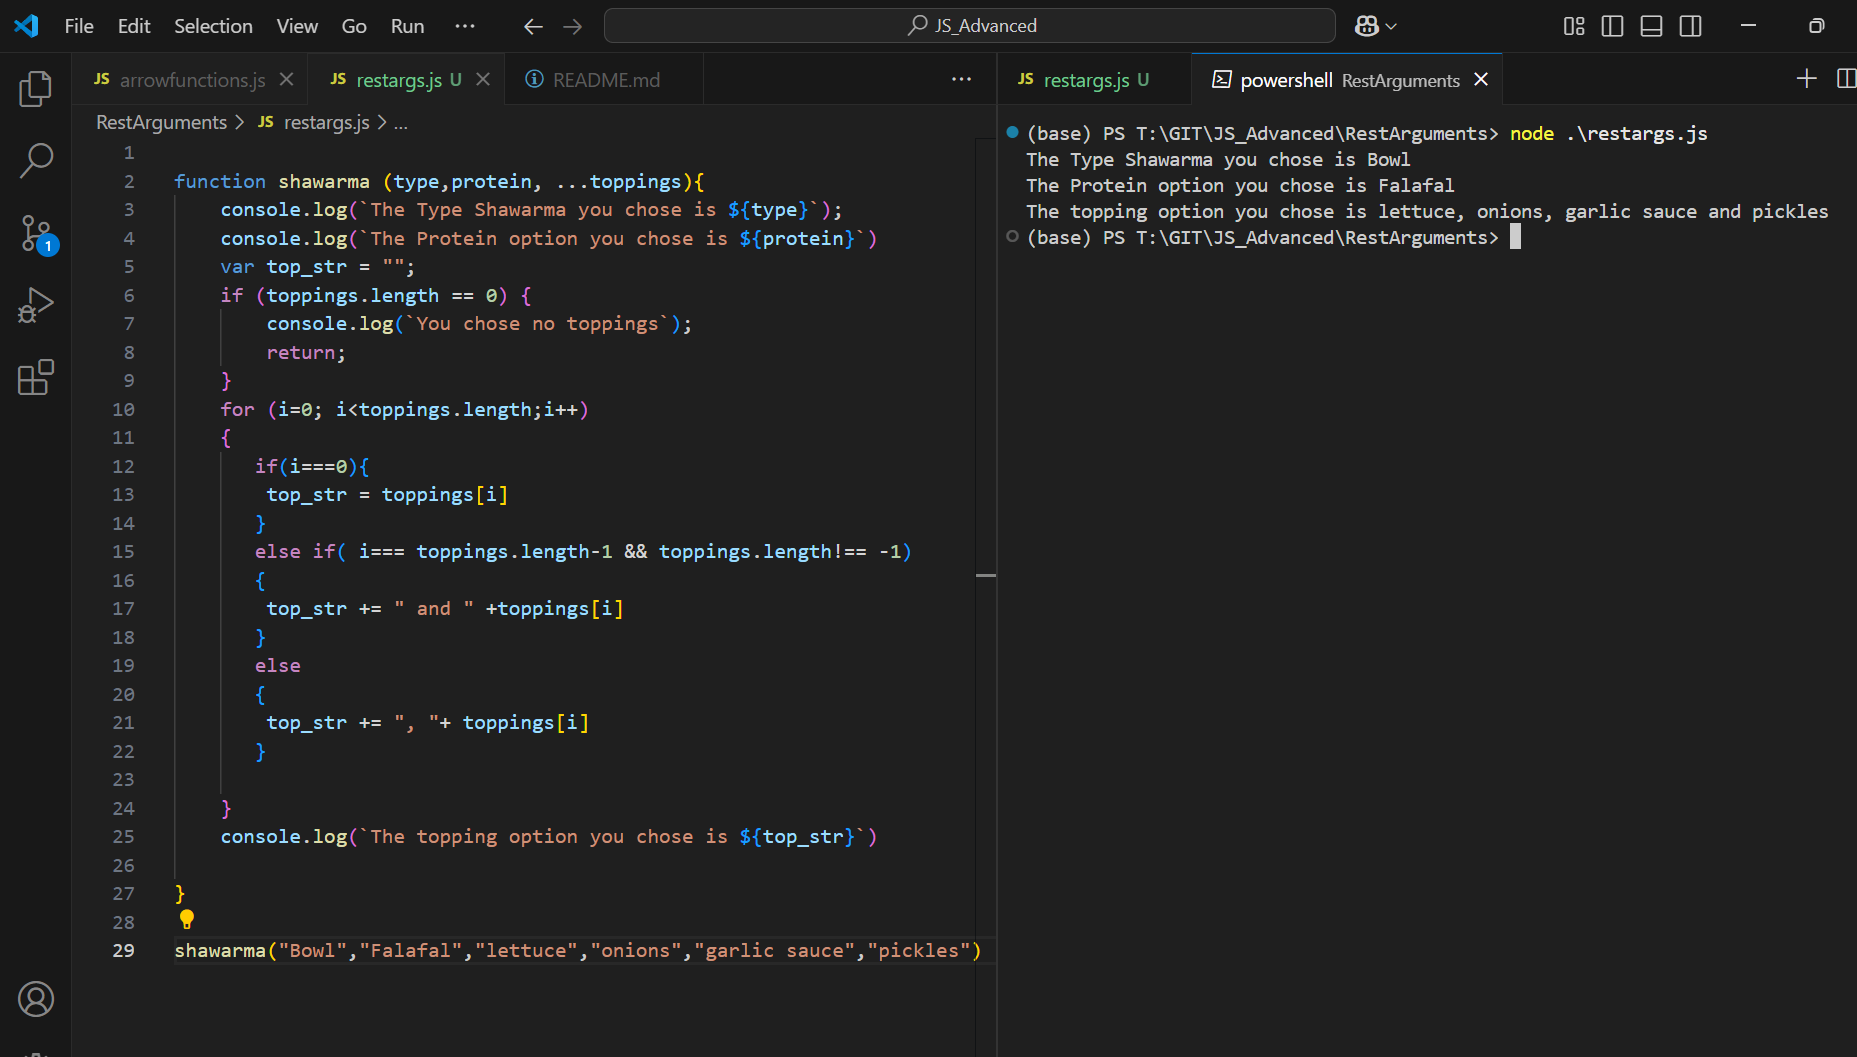 File Edit Selection View Go Run ... JS_Advanced
JS arrowfunctions.js JS restargs.js U README.md ...
RestArguments > JS restargs.js > ...
1
2 function shawarma (type,protein, ...toppings){
3 console.log(`The Type Shawarma you chose is ${type}`);
4 console.log(`The Protein option you chose is ${protein}`)
5 var top_str = "";
6 if (toppings.length == 0) {
7 console.log(`You chose no toppings`);
8 return;
9 }
10 for (i=0; i<toppings.length;i++)
11 {
12 if(i===0){
13 top_str = toppings[i]
14 }
15 else if( i=== toppings.length-1 && toppings.length!== -1)
16 {
17 top_str += " and " +toppings[i]
18 }
19 else
20 {
21 top_str += ", "+ toppings[i]
22 }
23
24 }
25 console.log(`The topping option you chose is ${top_str}`)
26
27 }
28
29 shawarma("Bowl","Falafal","lettuce","onions","garlic sauce","pickles")
1
JS restargs.js U powershell RestArguments
(base) PS T:\GIT\JS_Advanced\RestArguments> node .\restargs.js
The Type Shawarma you chose is Bowl
The Protein option you chose is Falafal
The topping option you chose is lettuce, onions, garlic sauce and pickles
(base) PS T:\GIT\JS_Advanced\RestArguments>